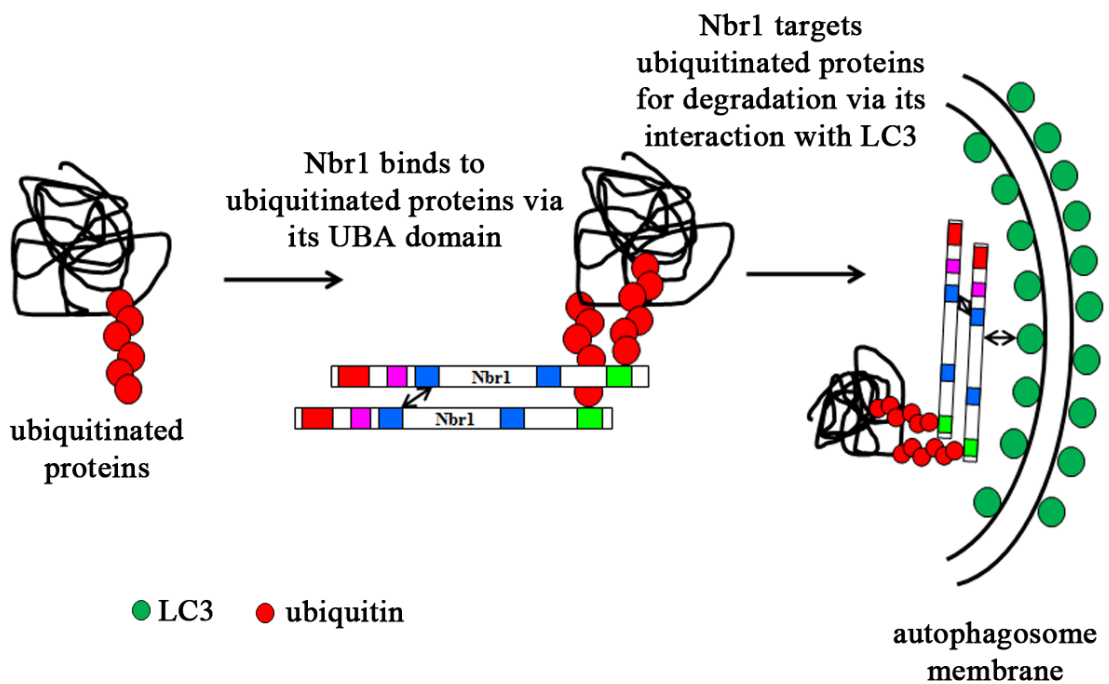 Nbr1 targets
ubiquitinated proteins
for degradation via its
interaction with LC3
Nbr1 binds to
ubiquitinated proteins via
its UBA domain
Nbr1
Nbr1
ubiquitinated
proteins
LC3
ubiquitin
autophagosome
membrane